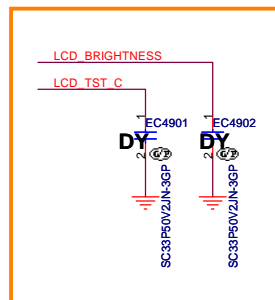 LCD_BRIGHTNESS
LCD_TST_C
EC4901
EC4902
1
1
DY
DY
2
2
SC33P50V2JN-3GP
SC33P50V2JN-3GP